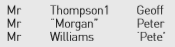 Mr Thompson1 Geoff
Mr "Morgan" Peter
Mr Williams 'Pete'